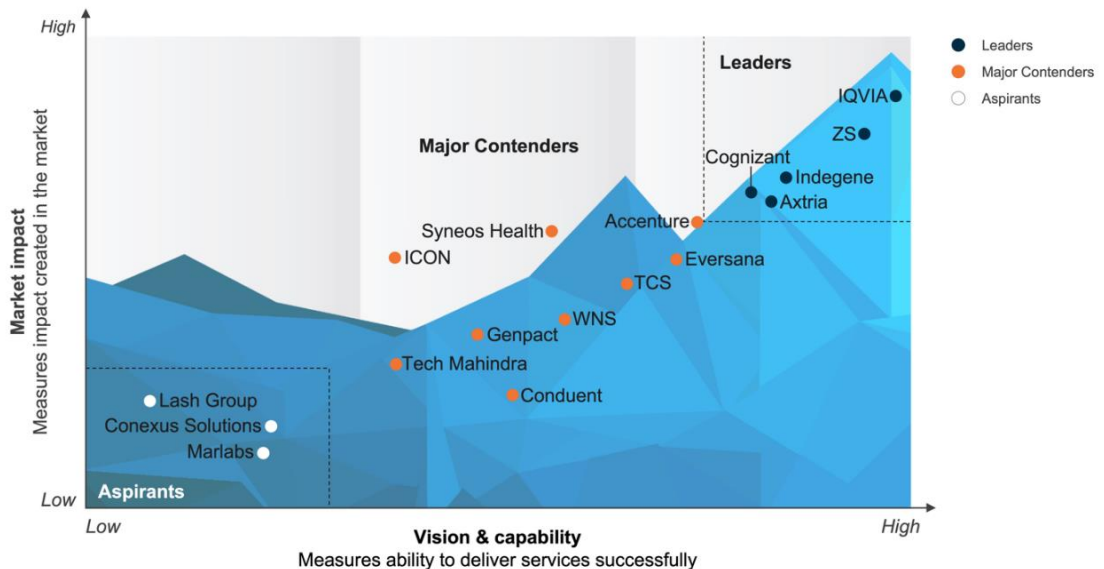 High
Leaders
Leaders
Major Contenders
Aspirants
IQVIA
ZS
Major Contenders
Cognizant
Indegene
Axtria
Accenture
Syneos Health
ICON
Eversana
TCS
WNS
Genpact
Tech Mahindra
Conduent
Lash Group
Conexus Solutions
Marlabs
Aspirants
Market impact
Measures impact created in the market
Low
Low
High
Vision & capability
Measures ability to deliver services successfully